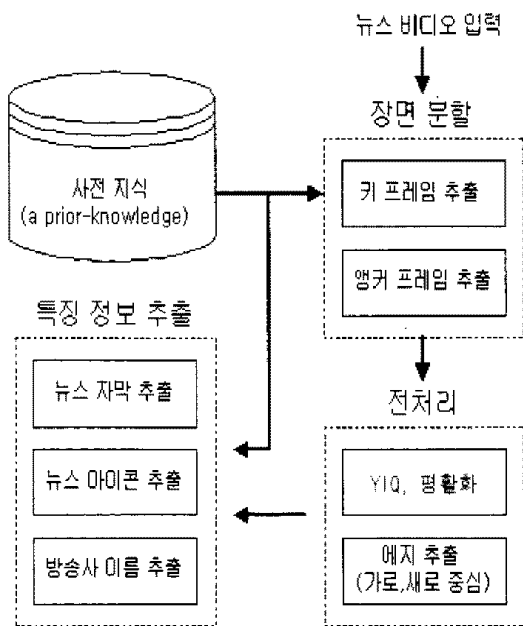 뉴스 비디오 입력
장면 분할
키 프레임 추출
앵커 프레임 추출
사전 지식
(a prior-knowledge)
전처리
YIQ, 평활화
에지 추출
(가로,새로 중심)
특징 정보 추출
뉴스 자막 추출
뉴스 아이콘 추출
방송사 이름 추출